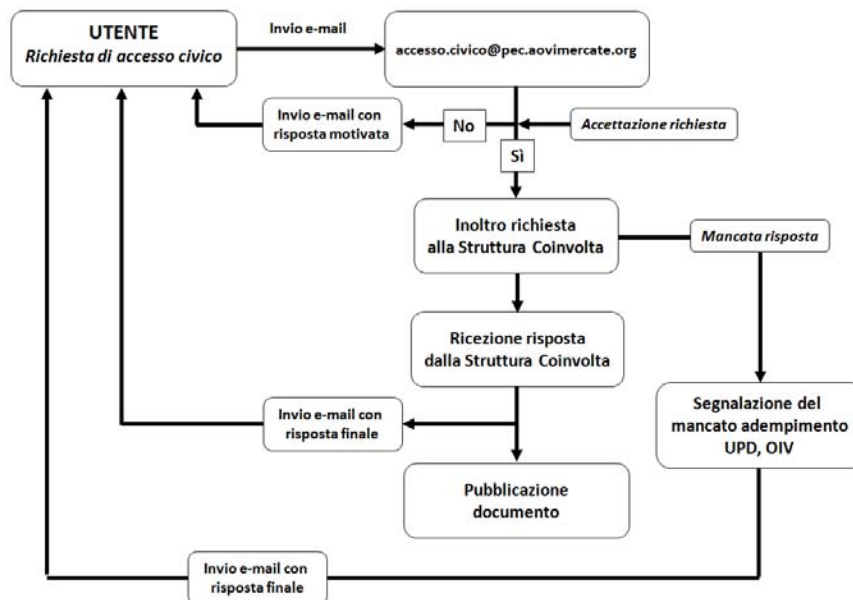 UTENTE
Richiesta di accesso civico
Invio e-mail
accesso.civico@pec.aovimercate.org
Invio e-mail con
risposta motivata
No
Accettazione richiesta
Sì
Inoltro richiesta
alla Struttura Coinvolta
Mancata risposta
Ricezione risposta
dalla Struttura Coinvolta
Invio e-mail con
risposta finale
Segnalazione del
mancato adempimento
UPD, OIV
Pubblicazione
documento
Invio e-mail con
risposta finale